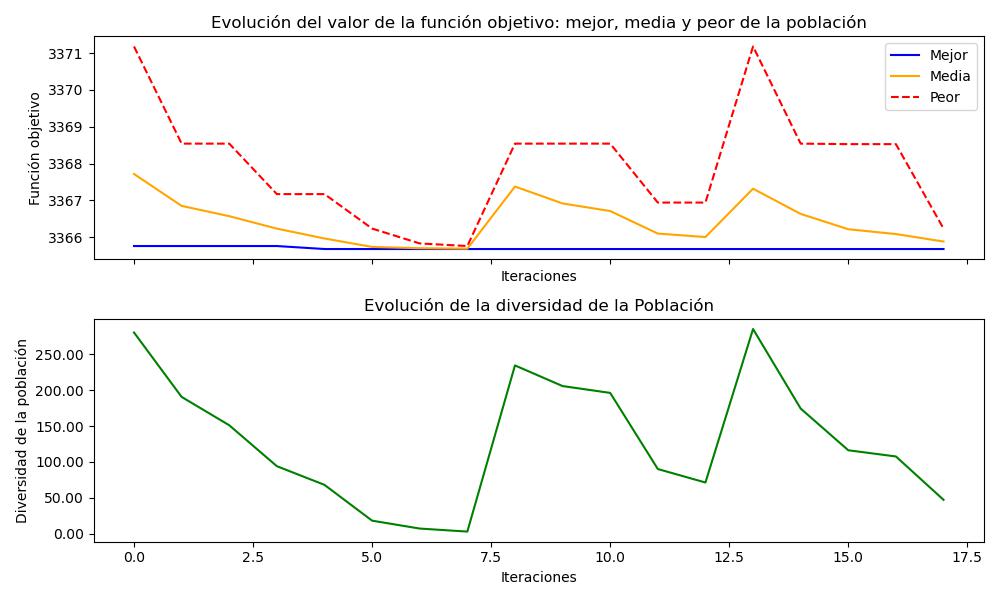 Evolución del valor de la función objetivo: mejor, media y peor de la población
3371
3370
3369
3368
3367
3366
Función objetivo
Mejor
Media
Peor
Iteraciones
Evolución de la diversidad de la Población
250.00
200.00
150.00
100.00
50.00
0.00
Diversidad de la población
0.0 2.5 5.0 7.5 10.0 12.5 15.0 17.5
Iteraciones